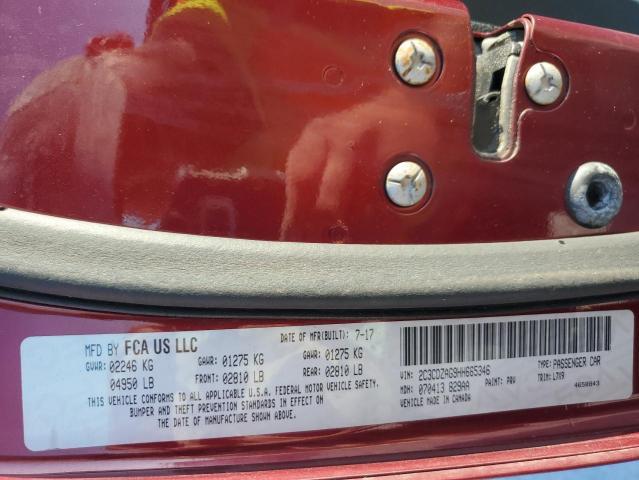 MFD BY FCA US LLC
DATE OF MFR(BUILT): 7-17
GVWR: 02246 KG
GAWR: 01275 KG
GAWR: 01275 KG
04950 LB
FRONT: 02810 LB
REAR: 02810 LB
THIS VEHICLE CONFORMS TO ALL APPLICABLE U.S.A. FEDERAL MOTOR VEHICLE SAFETY,
BUMPER AND THEFT PREVENTION STANDARDS IN EFFECT ON
THE DATE OF MANUFACTURE SHOWN ABOVE.
VIN: 2C3CDZAG9HH665346
TYPE: PASSENGER CAR
MDH: 070413 829AA
PAINT: PRV
TRIM: L7X9
VEHICLE MADE IN CANADA
4658843